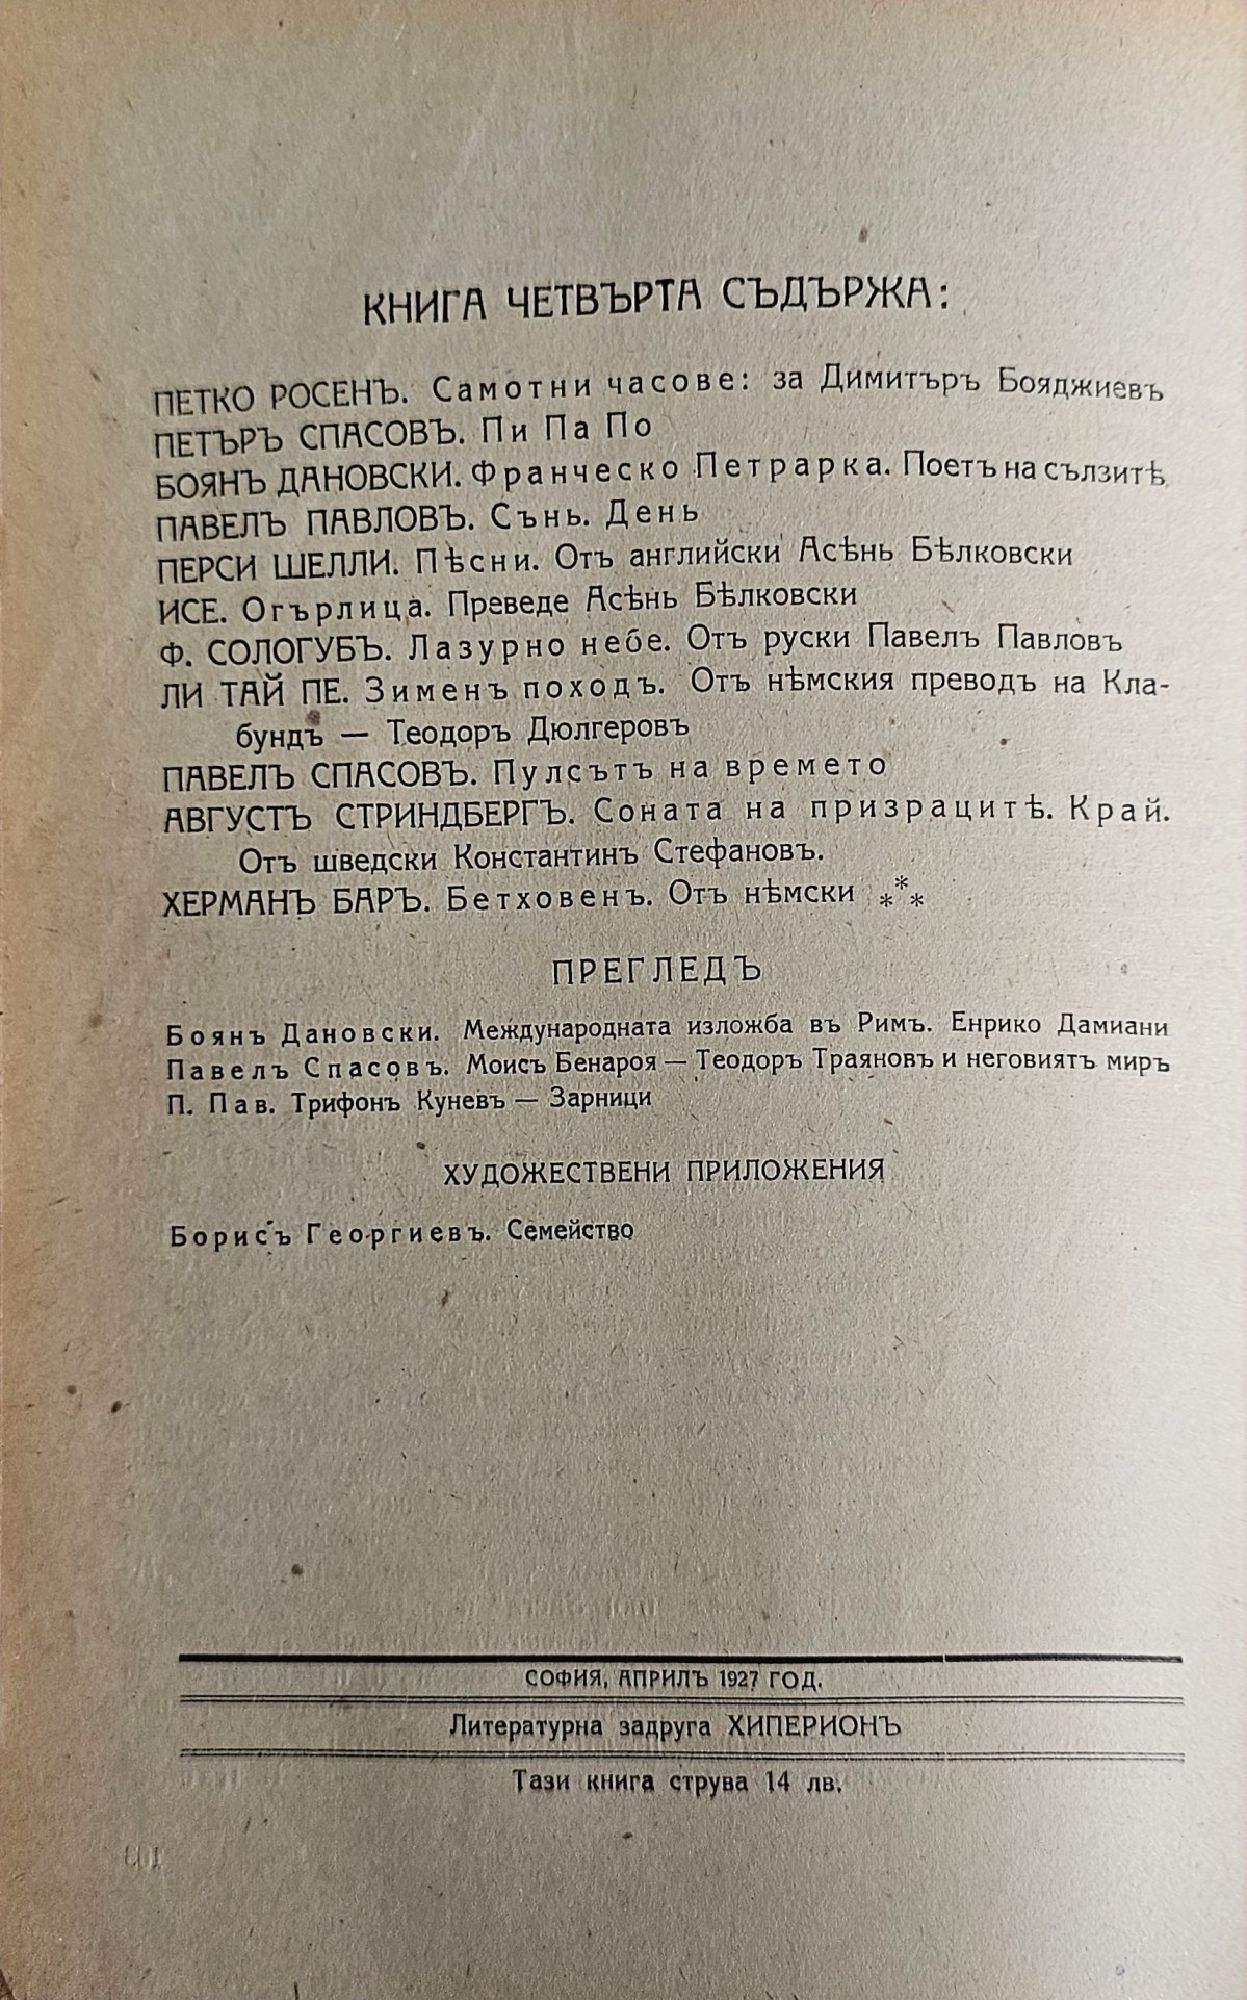 КНИГА ЧЕТВЪРТА СЪДЪРЖА:
ПЕТКО РОСЕНЪ. Самотни часове: за Димитъръ Бояджиевъ
ПЕТЪРЪ СПАСОВЪ. Пи Па По
БОЯНЪ ДАНОВСКИ. Франческо Петрарка. Поетъ на сълзитѣ
ПАВЕЛЪ ПАВЛОВЪ. Сънь. День
ПЕРСИ ШЕЛЛИ. Пѣсни. Отъ английски Асѣнь Бѣлковски
ИСЕ. Огърлица. Преведе Асѣнь Бѣлковски
Ф. СОЛОГУБЪ. Лазурно небе. Отъ руски Павелъ Павловъ
ЛИ ТАЙ ПЕ. Зименъ походъ. Отъ нѣмския преводъ на Кла-
бундъ — Теодоръ Дюлгеровъ
ПАВЕЛЪ СПАСОВЪ. Пулсътъ на времето
АВГУСТЪ СТРИНДБЕРГЪ. Соната на призрацитѣ. Край.
Отъ шведски Константинъ Стефановъ.
ХЕРМАНЪ БАРЪ. Бетховенъ. Отъ нѣмски ***
ПРЕГЛЕДЪ
Боянъ Дановски. Международната изложба въ Римъ. Енрико Дамиани
Павелъ Спасовъ. Моисъ Бенароя — Теодоръ Траяновъ и неговиятъ миръ
П. Пав. Трифонъ Куневъ — Зарници
ХУДОЖЕСТВЕНИ ПРИЛОЖЕНИЯ
Борисъ Георгиевъ. Семейство
СОФИЯ, АПРИЛЪ 1927 ГОД.
Литературна задруга ХИПЕРИОНЪ
Тази книга струва 14 лв.